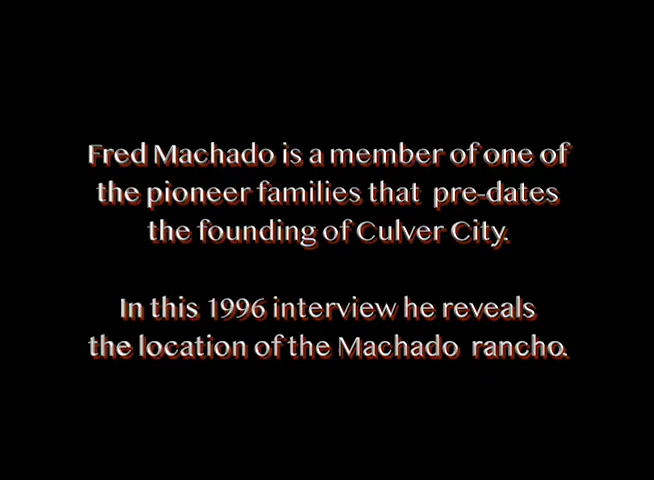 Fred Machado is a member of one of
the pioneer families that pre-dates
the founding of Culver City.
In this 1996 interview he reveals
the location of the Machado rancho.